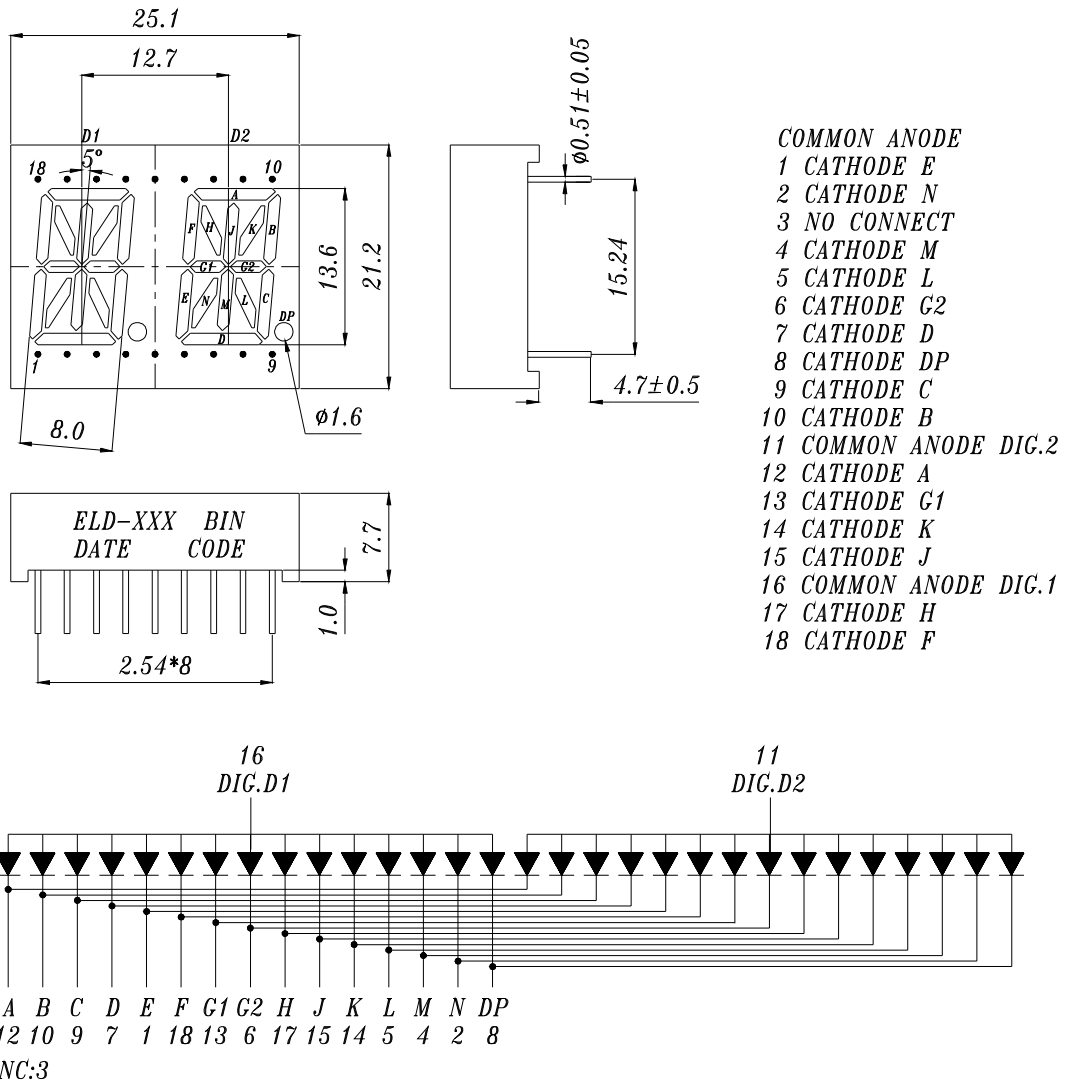 25.1
12.7
D1 D2
5°
18 10
A
F H J K B
G1 G2
E N M L C
D
DP
1 9
13.6
21.2
8.0
ø1.6
ø0.51±0.05
15.24
4.7±0.5
COMMON ANODE
1 CATHODE E
2 CATHODE N
3 NO CONNECT
4 CATHODE M
5 CATHODE L
6 CATHODE G2
7 CATHODE D
8 CATHODE DP
9 CATHODE C
10 CATHODE B
11 COMMON ANODE DIG.2
12 CATHODE A
13 CATHODE G1
14 CATHODE K
15 CATHODE J
16 COMMON ANODE DIG.1
17 CATHODE H
18 CATHODE F
ELD-XXX BIN
DATE CODE
7.7
1.0
2.54*8
16 11
DIG.D1 DIG.D2
A B C D E F G1 G2 H J K L M N DP
12 10 9 7 1 18 13 6 17 15 14 5 4 2 8
NC:3